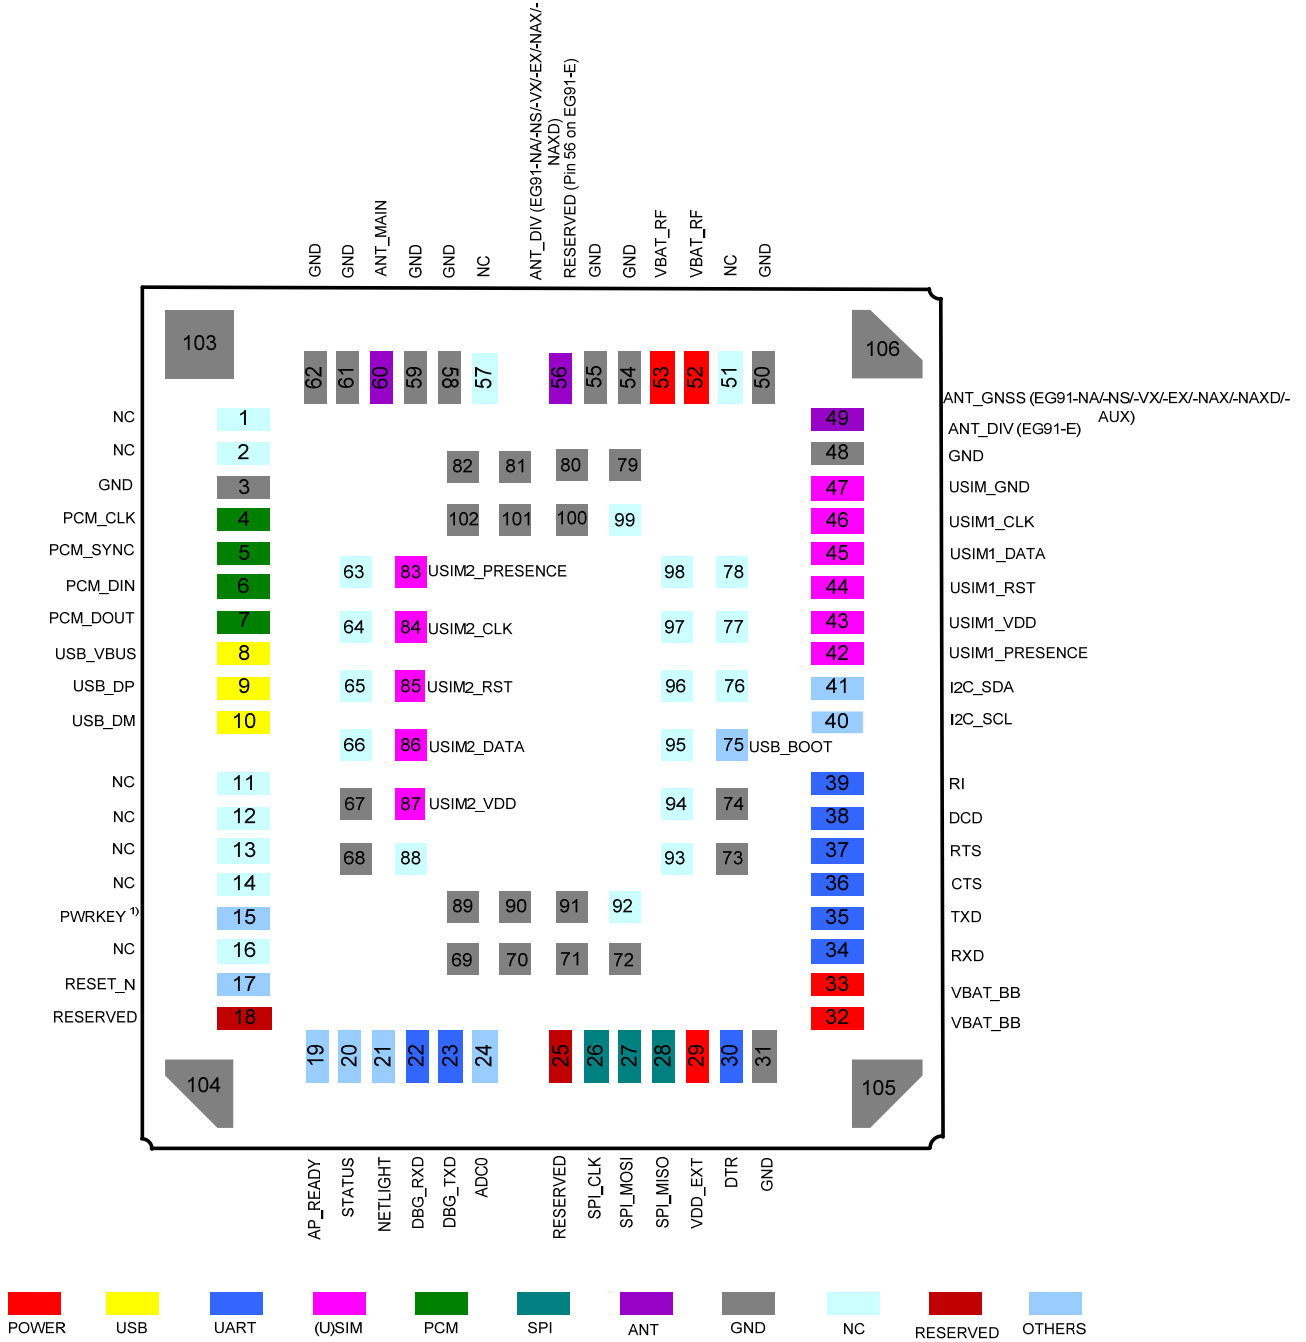 ANT_DIV (EG91-NA/-NS/-VX/-EX/-NAX/-
NAXD)
RESERVED (Pin 56 on EG91-E)
GND
GND
ANT_MAIN
GND
GND
NC
GND
GND
VBAT_RF
VBAT_RF
NC
GND
103
62
61
60
59
58
57
56
55
54
53
52
51
50
106
NC
1
NC
2
GND
3
PCM_CLK
4
PCM_SYNC
5
PCM_DIN
6
PCM_DOUT
7
USB_VBUS
8
USB_DP
9
USB_DM
10
NC
11
NC
12
NC
13
NC
14
PWRKEY 1)
15
NC
16
RESET_N
17
RESERVED
18
82
81
80
79
102
101
100
99
63
83
USIM2_PRESENCE
98
78
64
84
USIM2_CLK
97
77
65
85
USIM2_RST
96
76
66
86
USIM2_DATA
95
75
USB_BOOT
67
87
USIM2_VDD
94
74
68
88
93
73
89
90
91
92
69
70
71
72
49
ANT_GNSS (EG91-NA/-NS/-VX/-EX/-NAX/-NAXD/-
AUX)
ANT_DIV (EG91-E)
48
GND
47
USIM_GND
46
USIM1_CLK
45
USIM1_DATA
44
USIM1_RST
43
USIM1_VDD
42
USIM1_PRESENCE
41
I2C_SDA
40
I2C_SCL
39
RI
38
DCD
37
RTS
36
CTS
35
TXD
34
RXD
33
VBAT_BB
32
VBAT_BB
104
19
20
21
22
23
24
25
26
27
28
29
30
31
105
AP_READY
STATUS
NETLIGHT
DBG_RXD
DBG_TXD
ADC0
RESERVED
SPI_CLK
SPI_MOSI
SPI_MISO
VDD_EXT
DTR
GND
POWER
USB
UART
(U)SIM
PCM
SPI
ANT
GND
NC
RESERVED
OTHERS